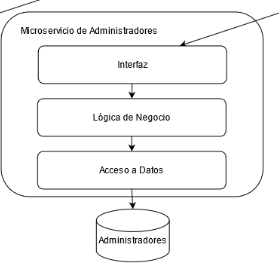 Microservicio de Administradores
Interfaz
Lógica de Negocio
Acceso a Datos
Administradores